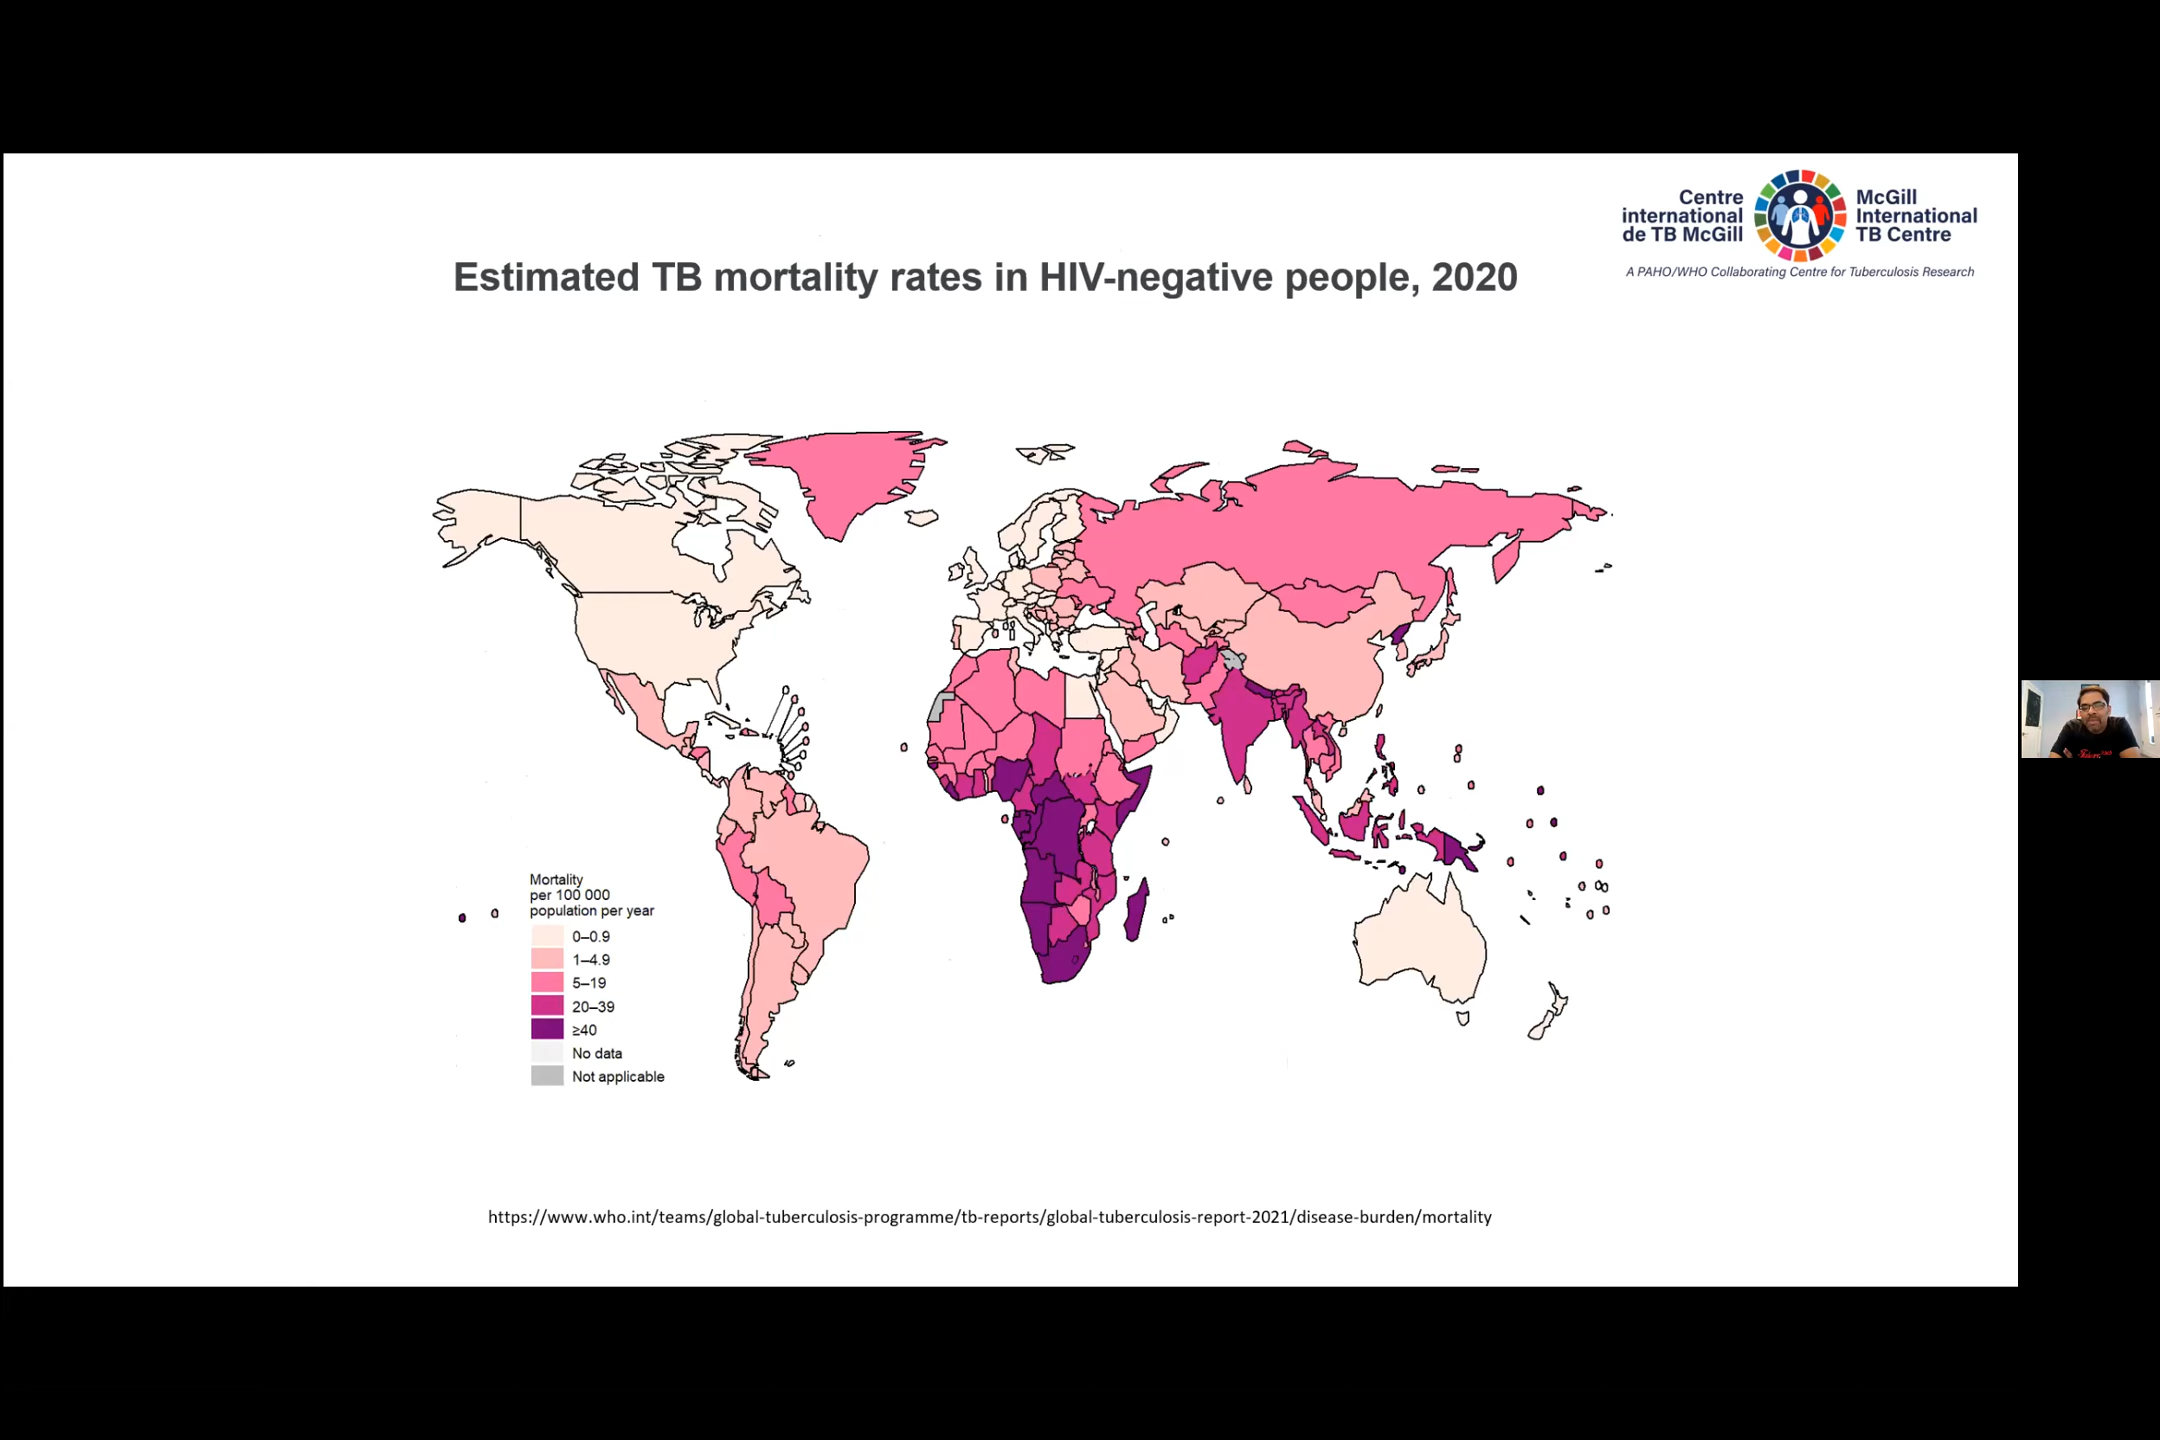 Centre
international
de TB McGill
McGill
International
TB Centre
A PAHO/WHO Collaborating Centre for Tuberculosis Research
Estimated TB mortality rates in HIV-negative people, 2020
Mortality
per 100 000
population per year
0–0.9
1–4.9
5–19
20–39
≥40
No data
Not applicable
https://www.who.int/teams/global-tuberculosis-programme/tb-reports/global-tuberculosis-report-2021/disease-burden/mortality